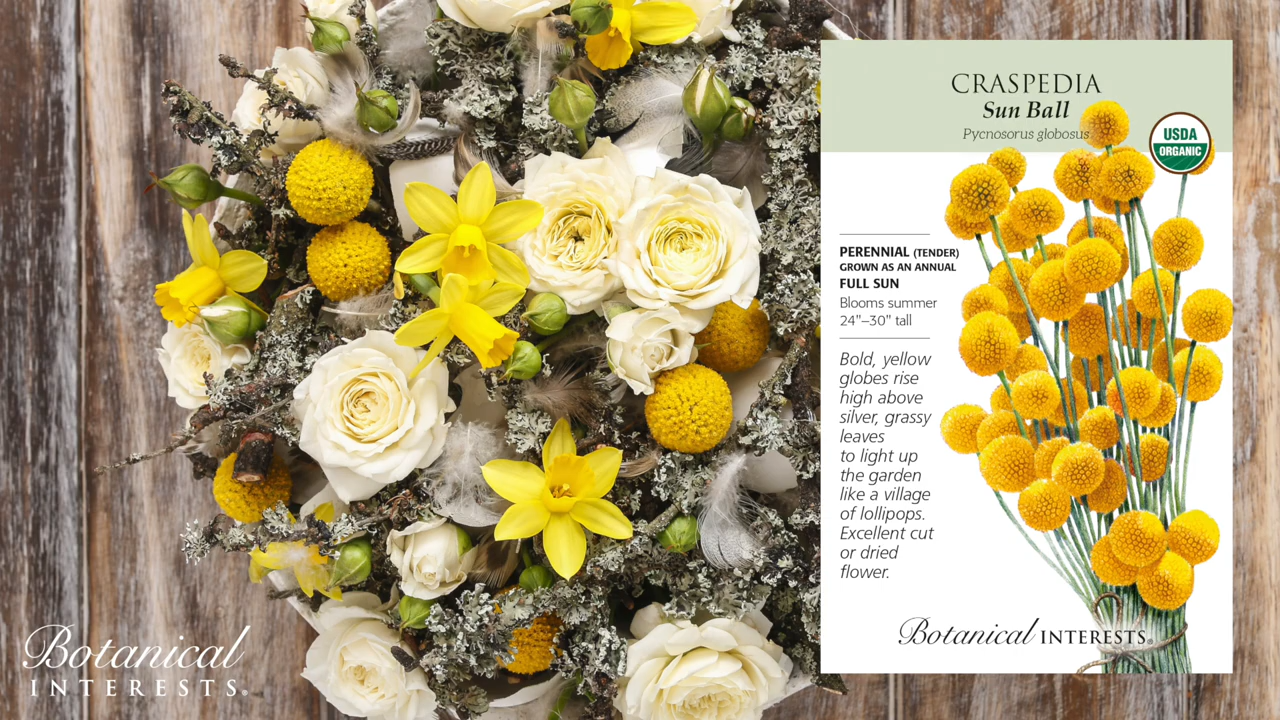 CRASPEDIA
Sun Ball
Pycnosorus globosus
USDA
ORGANIC
PERENNIAL (TENDER)
GROWN AS AN ANNUAL
FULL SUN
Blooms summer
24"–30" tall
Bold, yellow
globes rise
high above
silver, grassy
leaves
to light up
the garden
like a village
of lollipops.
Excellent cut
or dried
flower.
Botanical INTERESTS®
Botanical
INTERESTS®